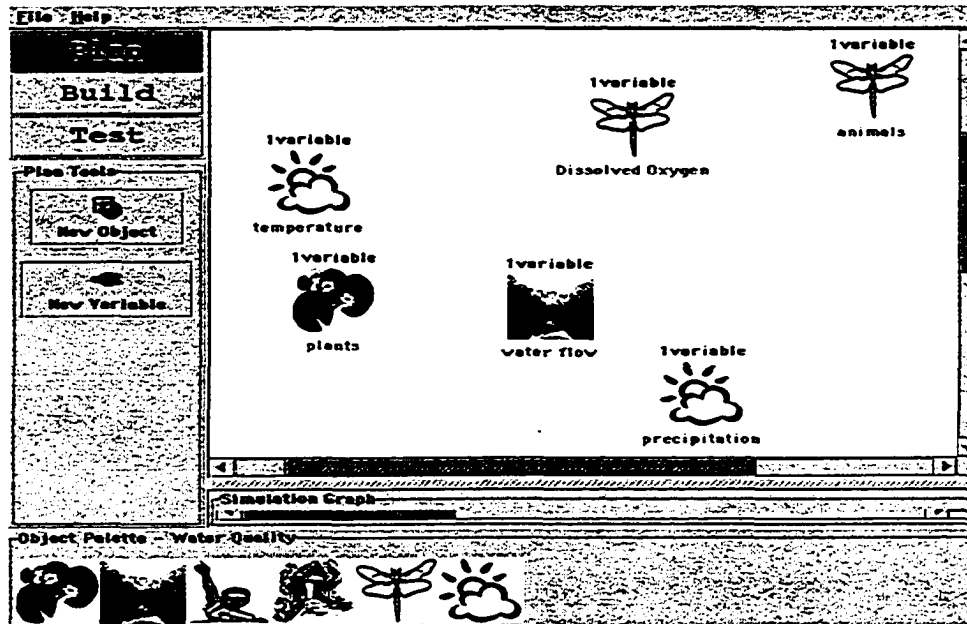 File Help
Plan
Build
Test
Plan Tools
New Object
New Variable
1variable
animals
1variable
Dissolved Oxygen
1variable
temperature
1variable
plants
1variable
water flow
1variable
precipitation
Simulation Graph
Object Palette - Water Quality